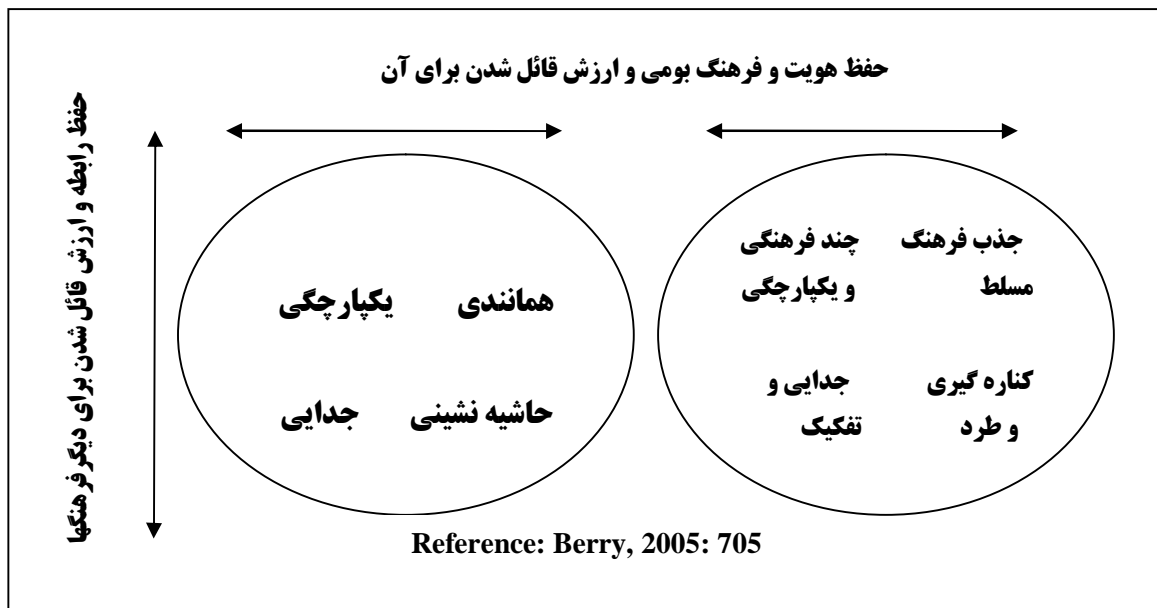 حفظ هویت و فرهنگ بومی و ارزش قائل شدن برای آن
حفظ رابطه و ارزش قائل شدن برای دیگر فرهنگها
جذب فرهنگ
مسلط
چند فرهنگی
و یکپارچگی
کناره گیری
و طرد
جدایی و
تفکیک
همانندی
یکپارچگی
حاشیه نشینی
جدایی
Reference: Berry, 2005: 705